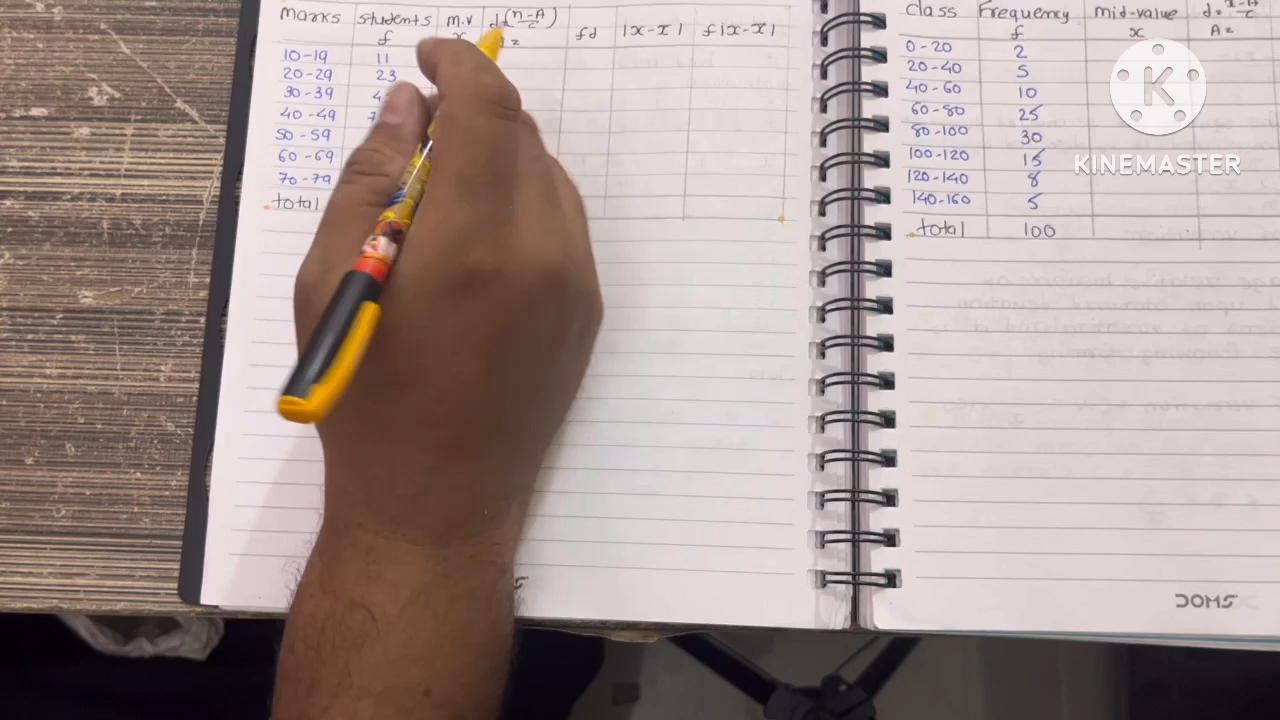 Marks students m.v d=(n-A)/c fd |x-x̄| f|x-x̄|
f x
10-19 11
20-29 23
30-39 4
40-49 7
50-59
60-69
70-79
total
class Frequency mid-value d=x-A/c
f x A=
0-20 2
20-40 5
40-60 10
60-80 25
80-100 30
100-120 15
120-140 8
140-160 5
total 100
DOMS
K
KINEMASTER